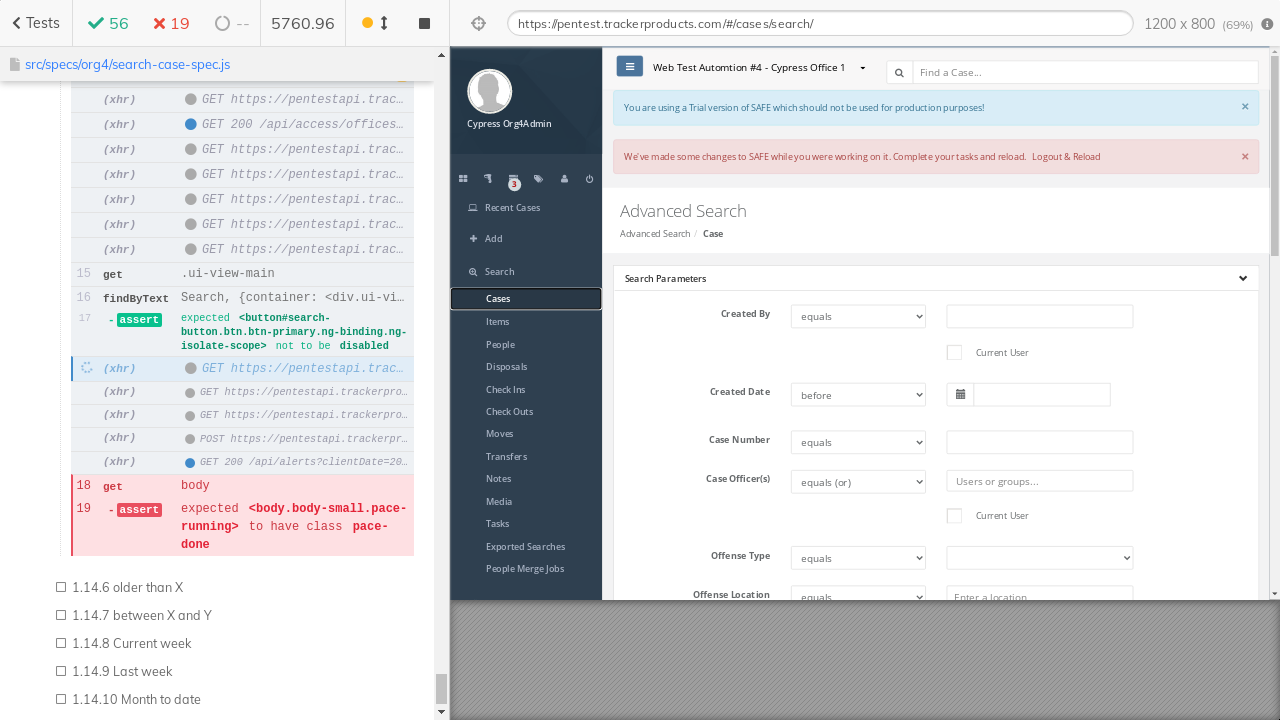 Tests
56
19
--
5760.96
https://pentest.trackerproducts.com/#/cases/search/
1200 x 800 (69%)
src/specs/org4/search-case-spec.js
(xhr) GET https://pentestapi.trac…
(xhr) GET 200 /api/access/offices…
(xhr) GET https://pentestapi.trac…
(xhr) GET https://pentestapi.trac…
(xhr) GET https://pentestapi.trac…
(xhr) GET https://pentestapi.trac…
(xhr) GET https://pentestapi.trac…
15 get .ui-view-main
16 findByText Search, {container: <div.ui-vi…
17 - assert expected <button#search-
button.btn.btn-primary.ng-binding.ng-
isolate-scope> not to be disabled
(xhr) GET https://pentestapi.trac…
(xhr) GET https://pentestapi.trackerpro…
(xhr) GET https://pentestapi.trackerpro…
(xhr) POST https://pentestapi.trackerpr…
(xhr) GET 200 /api/alerts?clientDate=20…
18 get body
19 - assert expected <body.body-small.pace-
running> to have class pace-
done
1.14.6 older than X
1.14.7 between X and Y
1.14.8 Current week
1.14.9 Last week
1.14.10 Month to date
Cypress Org4Admin
3
Recent Cases
Add
Search
Cases
Items
People
Disposals
Check Ins
Check Outs
Moves
Transfers
Notes
Media
Tasks
Exported Searches
People Merge Jobs
Web Test Automtion #4 - Cypress Office 1
Find a Case...
You are using a Trial version of SAFE which should not be used for production purposes! ×
We've made some changes to SAFE while you were working on it. Complete your tasks and reload. Logout & Reload ×
Advanced Search
Advanced Search / Case
Search Parameters
Created By equals
Current User
Created Date before
Case Number equals
Case Officer(s) equals (or) Users or groups...
Current User
Offense Type equals
Offense Location equals Enter a location